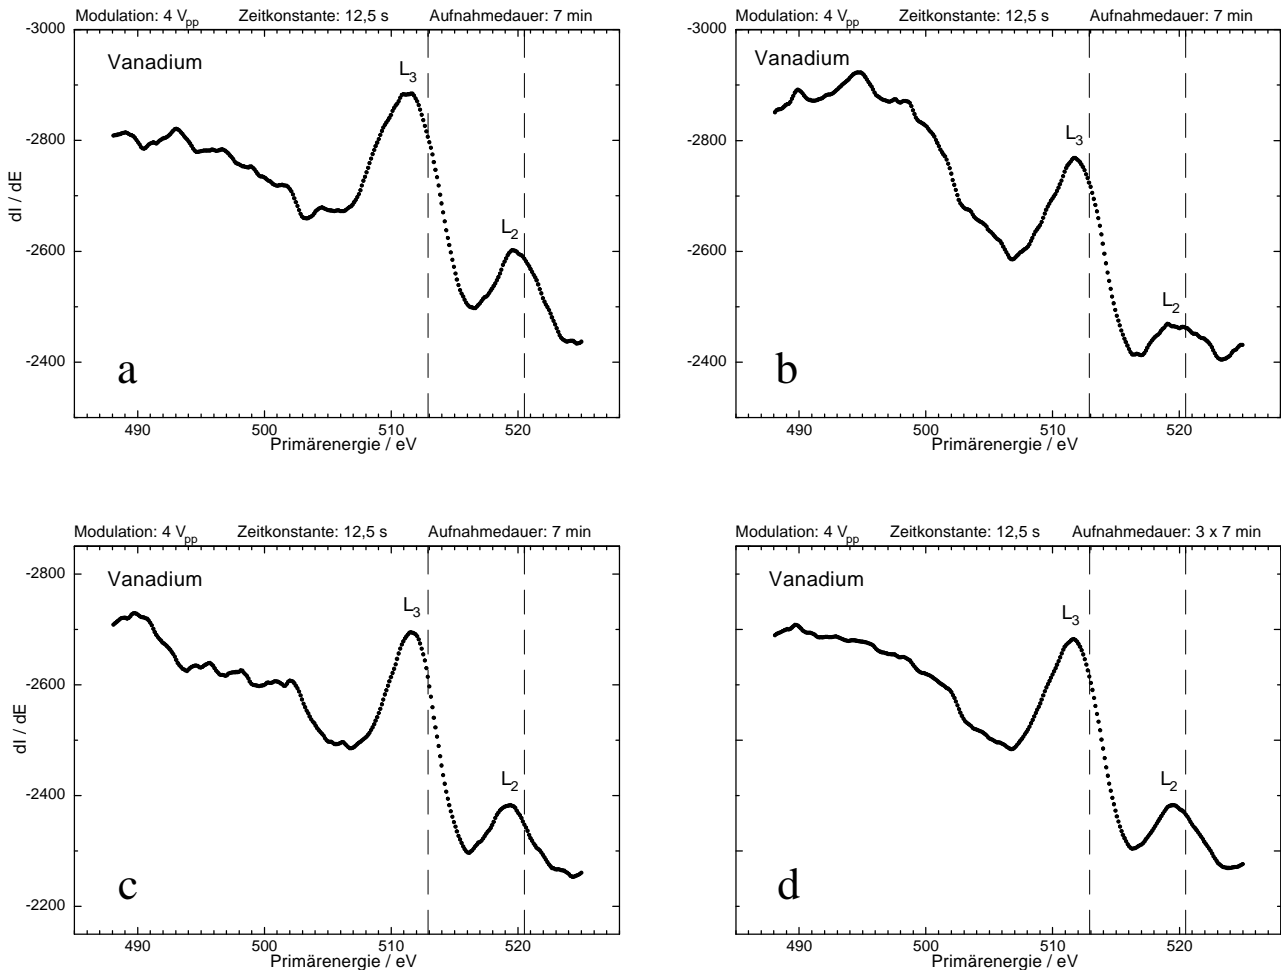 Modulation: 4 Vpp Zeitkonstante: 12,5 s Aufnahmedauer: 7 min
-3000
Vanadium
L3
-2800
dI / dE
L2
-2600
-2400
a
490 500 510 520
Primärenergie / eV
Modulation: 4 Vpp Zeitkonstante: 12,5 s Aufnahmedauer: 7 min
-3000
Vanadium
-2800
L3
-2600
L2
-2400
b
490 500 510 520
Primärenergie / eV
Modulation: 4 Vpp Zeitkonstante: 12,5 s Aufnahmedauer: 7 min
-2800
Vanadium
L3
-2600
dI / dE
L2
-2400
c
-2200
490 500 510 520
Primärenergie / eV
Modulation: 4 Vpp Zeitkonstante: 12,5 s Aufnahmedauer: 3 x 7 min
-2800
Vanadium
L3
-2600
L2
-2400
d
-2200
490 500 510 520
Primärenergie / eV